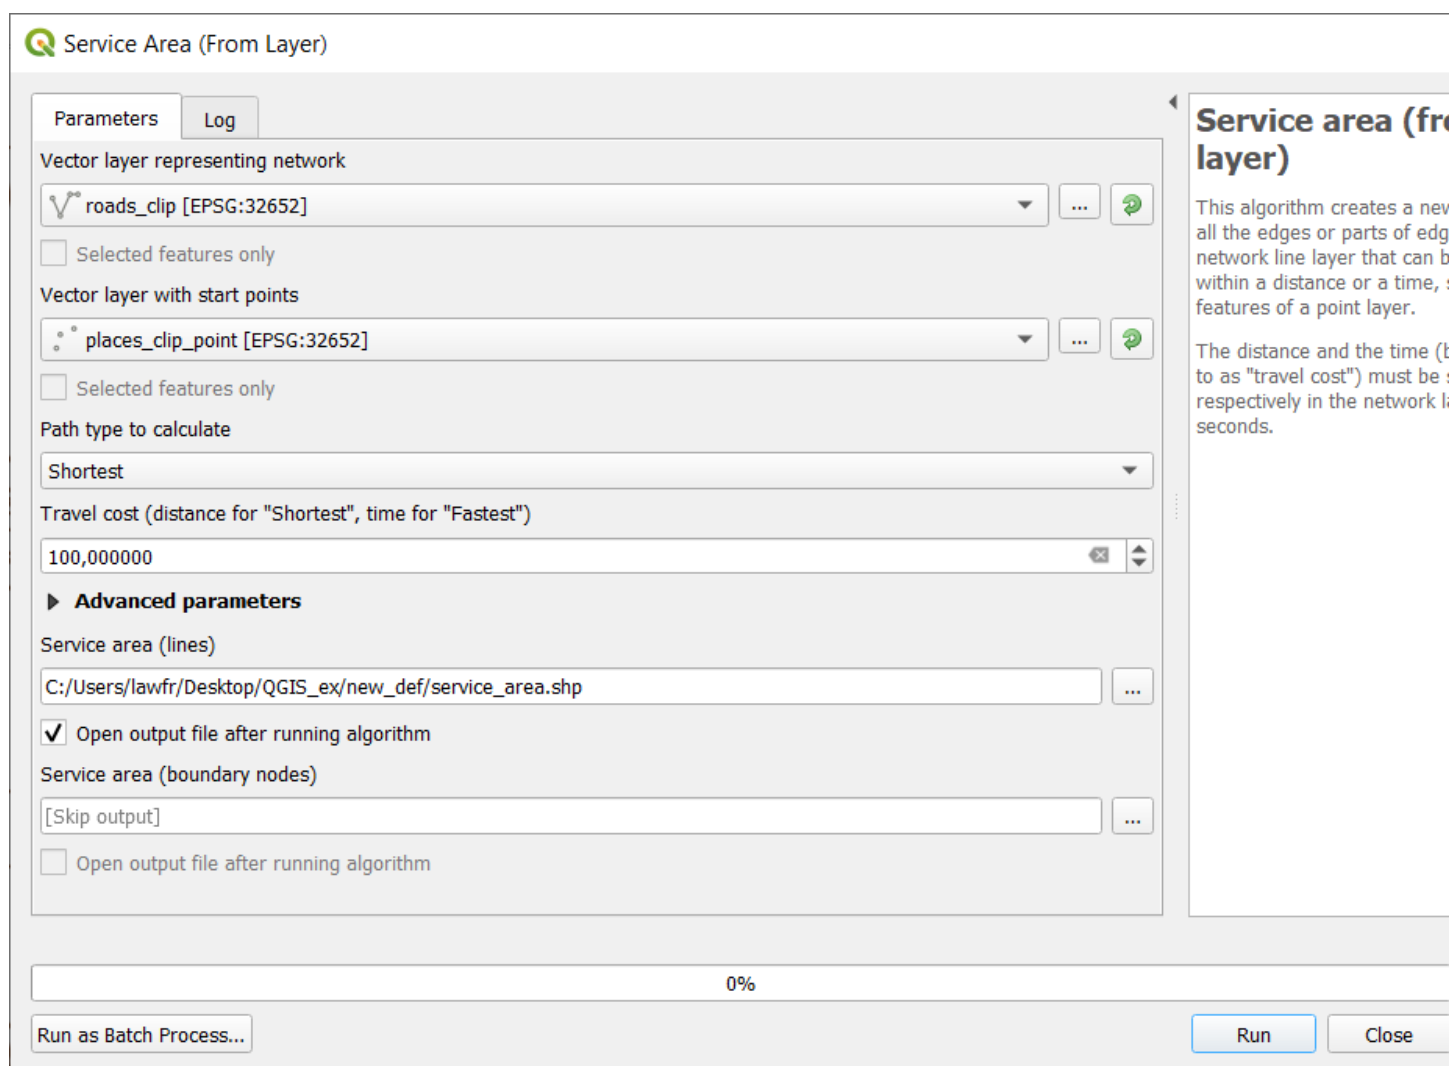 Service Area (From Layer)
Parameters
Log
Vector layer representing network
roads_clip [EPSG:32652]
...
Selected features only
Vector layer with start points
places_clip_point [EPSG:32652]
...
Selected features only
Path type to calculate
Shortest
Travel cost (distance for "Shortest", time for "Fastest")
100,000000
Advanced parameters
Service area (lines)
C:/Users/lawfr/Desktop/QGIS_ex/new_def/service_area.shp
...
Open output file after running algorithm
Service area (boundary nodes)
[Skip output]
...
Open output file after running algorithm
Service area (fro
layer)
This algorithm creates a new
all the edges or parts of edg
network line layer that can b
within a distance or a time, s
features of a point layer.
The distance and the time (b
to as "travel cost") must be s
respectively in the network la
seconds.
0%
Run as Batch Process...
Run
Close